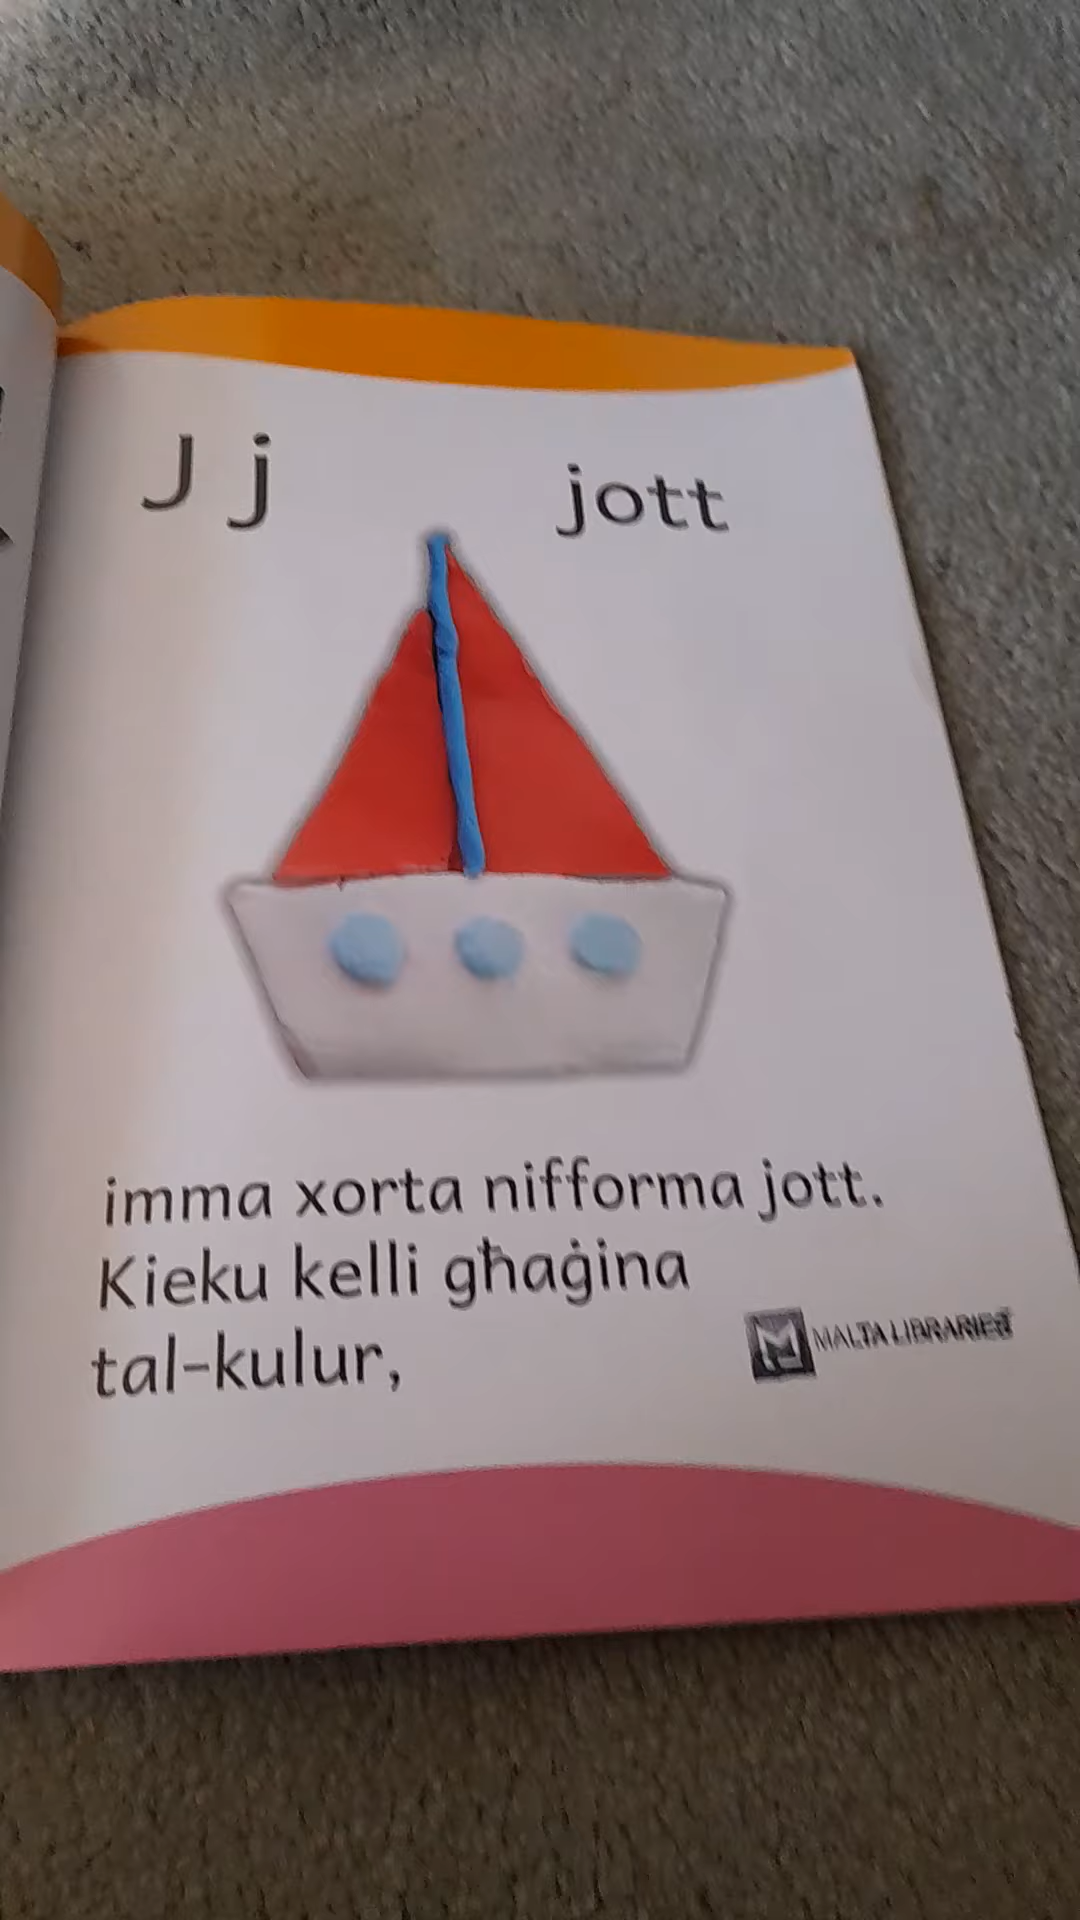 J j jott
imma xorta nifforma jott.
Kieku kelli għaġina
tal-kulur,
MALTA LIBRARIES